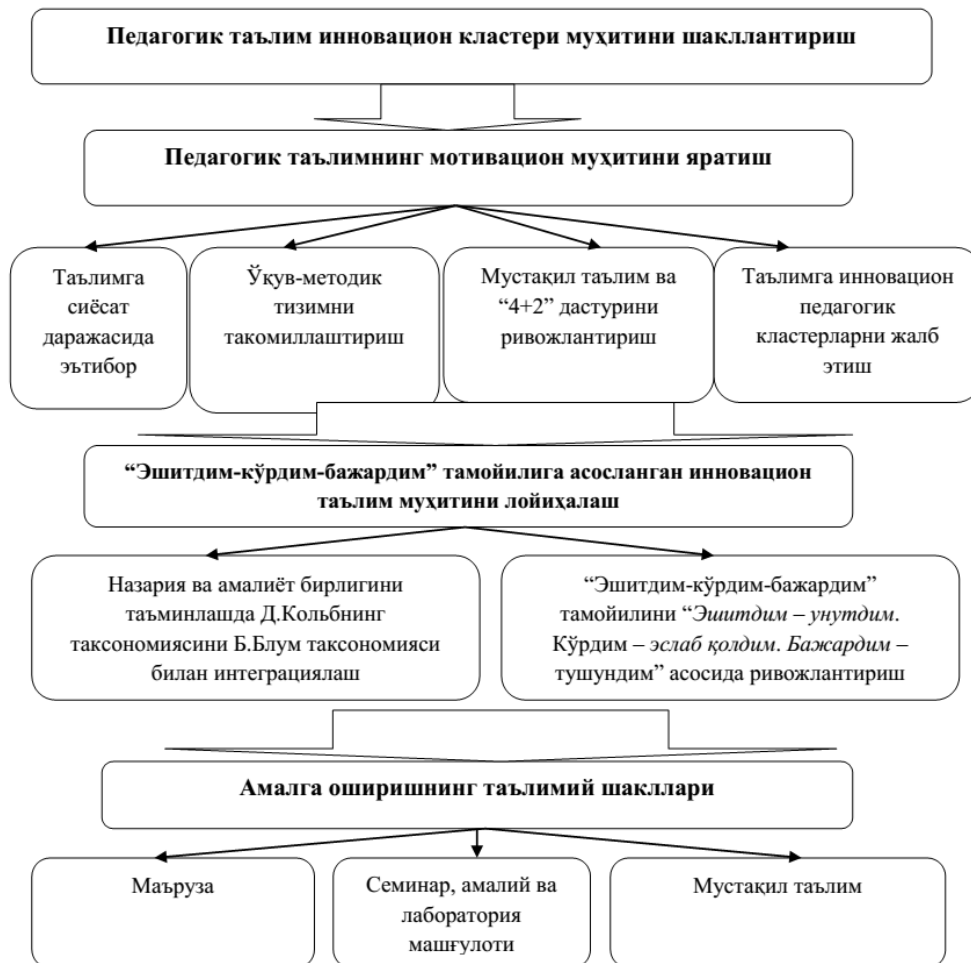 Педагогик таълим инновацион кластери муҳитини шакллантириш
Педагогик таълимнинг мотивацион муҳитини яратиш
Таълимга
сиёсат
даражасида
эътибор
Ўқув-методик
тизимни
такомиллаштириш
Мустақил таълим ва
“4+2” дастурини
ривожлантириш
Таълимга инновацион
педагогик
кластерларни жалб
этиш
“Эшитдим-кўрдим-бажардим” тамойилига асосланган инновацион
таълим муҳитини лойиҳалаш
Назария ва амалиёт бирлигини
таъминлашда Д.Кольбнинг
таксономиясини Б.Блум таксономияси
билан интеграциялаш
“Эшитдим-кўрдим-бажардим”
тамойилини “Эшитдим – унутдим.
Кўрдим – эслаб қолдим. Бажардим –
тушундим” асосида ривожлантириш
Амалга оширишнинг таълимий шакллари
Маъруза
Семинар, амалий ва
лаборатория
машғулоти
Мустақил таълим